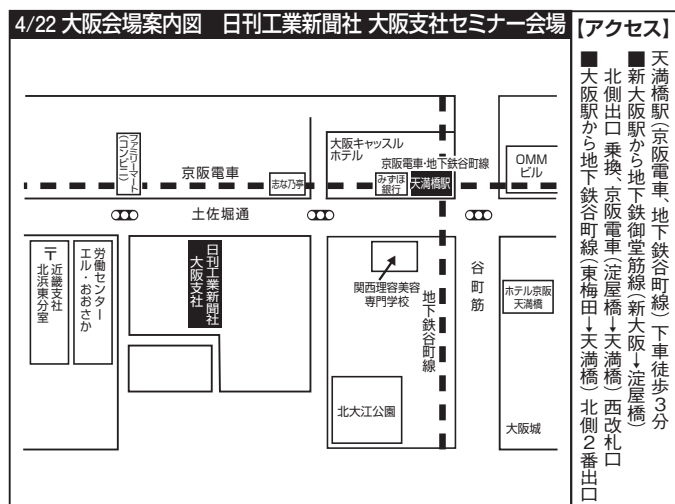 4/22 大阪会場案内図 日刊工業新聞社 大阪支社セミナー会場
【アクセス】
天満橋駅(京阪電車、地下鉄谷町線)下車徒歩3分
■新大阪駅から地下鉄御堂筋線(新大阪→淀屋橋)
北側出口 乗換、京阪電車(淀屋橋→天満橋)西改札口
■大阪駅から地下鉄谷町線(東梅田→天満橋)北側2番出口
ファミリーマート
(コンビニ)
京阪電車
志な乃亭
大阪キャッスル
ホテル
京阪電車・地下鉄谷町線
みずほ
銀行
天満橋駅
OMM
ビル
土佐堀通
〒
近畿支社
北浜東分室
労働センター
エル・おおさか
日刊工業新聞社
大阪支社
関西理容美容
専門学校
地下鉄谷町線
谷町筋
ホテル京阪
天満橋
北大江公園
大阪城